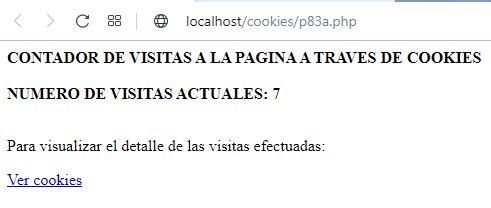 localhost/cookies/p83a.php
CONTADOR DE VISITAS A LA PAGINA A TRAVES DE COOKIES
NUMERO DE VISITAS ACTUALES: 7
Para visualizar el detalle de las visitas efectuadas:
Ver cookies